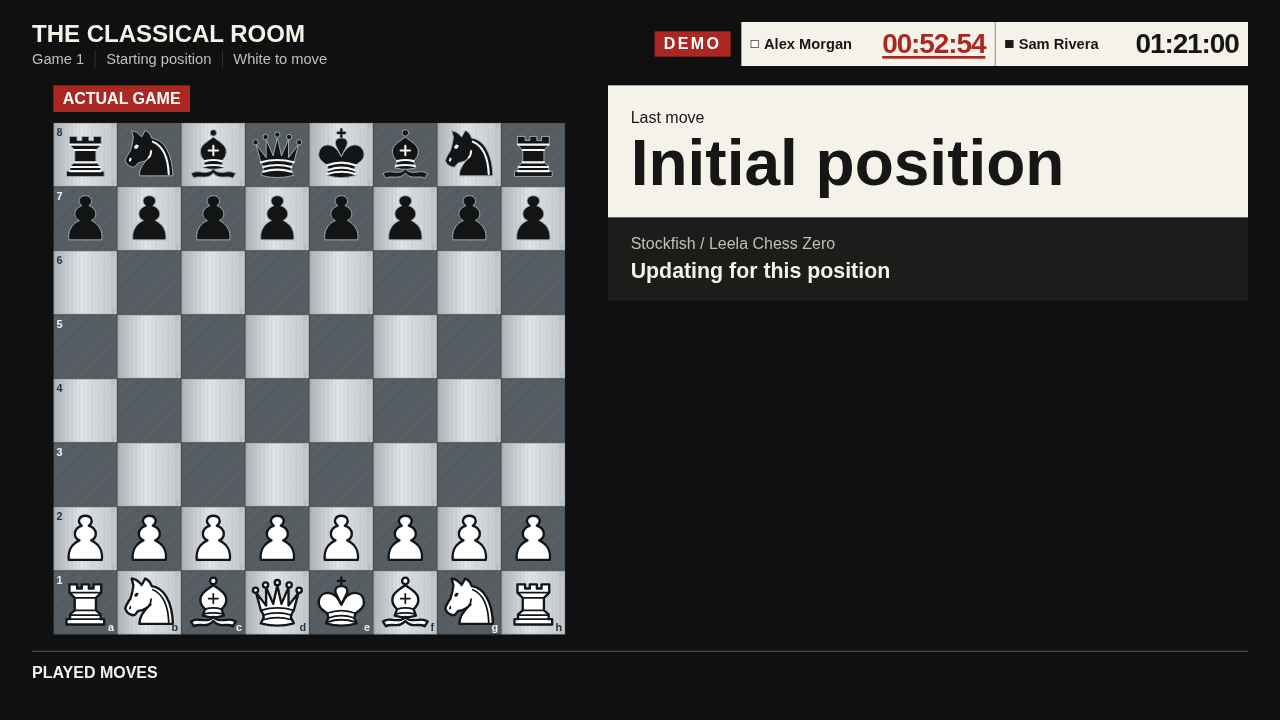 THE CLASSICAL ROOM
Game 1 Starting position White to move
DEMO
Alex Morgan 00:52:54
Sam Rivera 01:21:00
ACTUAL GAME
Last move
Initial position
Stockfish / Leela Chess Zero
Updating for this position
8
7
6
5
4
3
2
1
a b c d e f g h
PLAYED MOVES